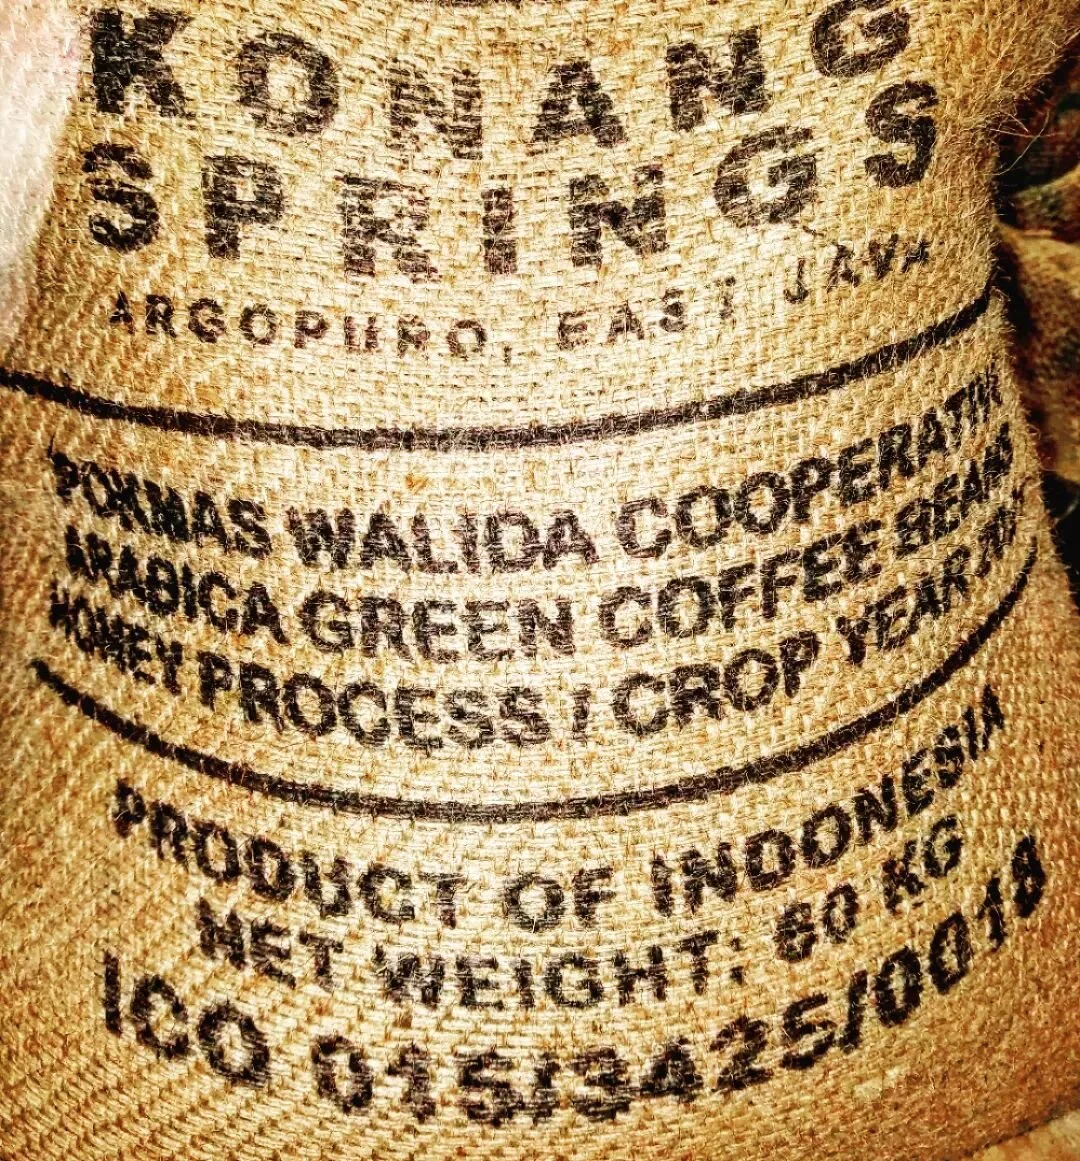 KONANG
SPRINGS
ARGOPURO, EAST JAVA
POKMAS WALIDA COOPERATIV
ARABICA GREEN COFFEE BEANS
HONEY PROCESS / CROP YEAR
PRODUCT OF INDONESIA
NET WEIGHT: 60 KG
ICO 015/3425/0018